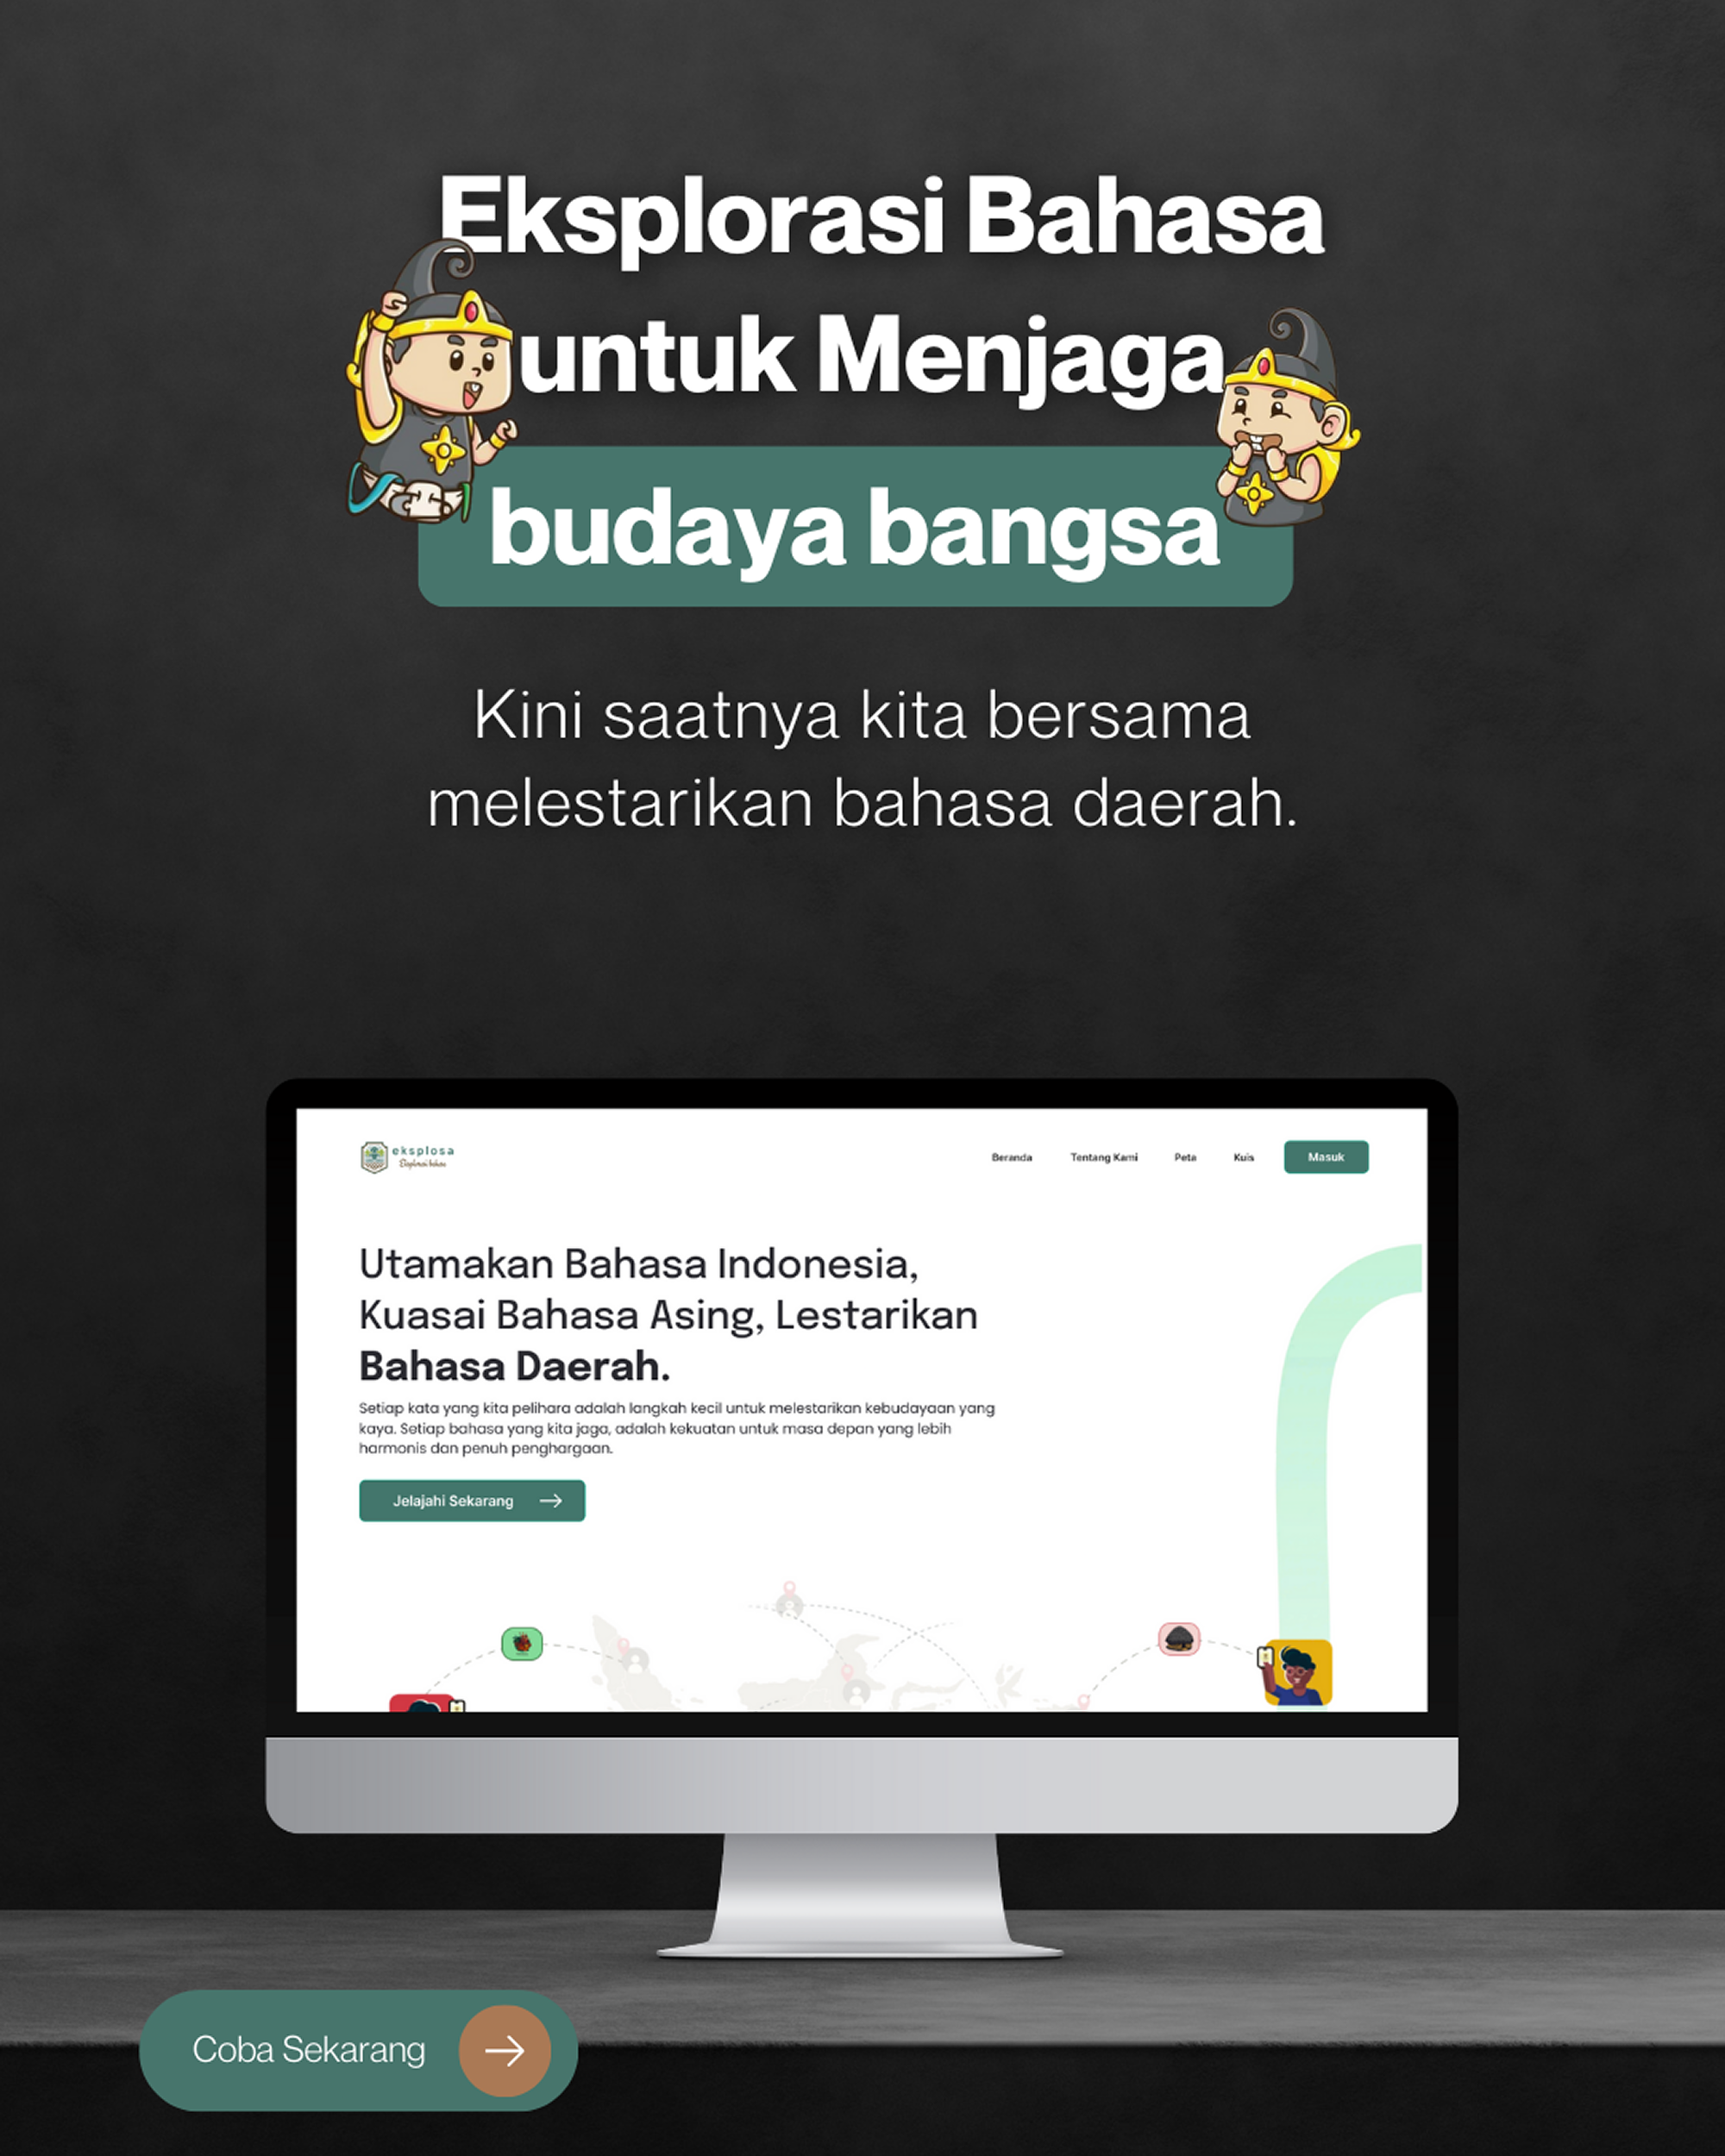 Eksplorasi Bahasa
untuk Menjaga
budaya bangsa
Kini saatnya kita bersama
melestarikan bahasa daerah.
eksplosa
Eksplorasi bahasa
Beranda Tentang Kami Peta Kuis Masuk
Utamakan Bahasa Indonesia,
Kuasai Bahasa Asing, Lestarikan
Bahasa Daerah.
Setiap kata yang kita pelihara adalah langkah kecil untuk melestarikan kebudayaan yang
kaya. Setiap bahasa yang kita jaga, adalah kekuatan untuk masa depan yang lebih
harmonis dan penuh penghargaan.
Jelajahi Sekarang
Coba Sekarang